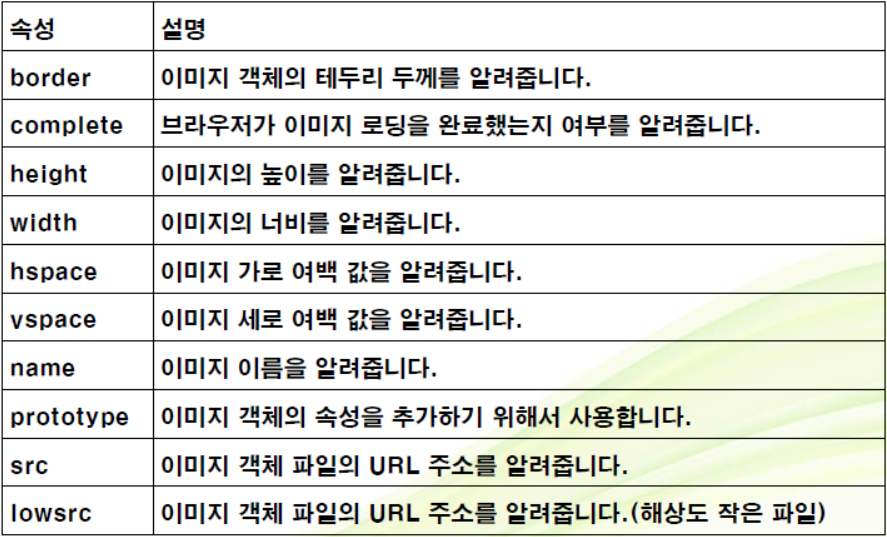 속성 설명
border 이미지 객체의 테두리 두께를 알려줍니다.
complete 브라우저가 이미지 로딩을 완료했는지 여부를 알려줍니다.
height 이미지의 높이를 알려줍니다.
width 이미지의 너비를 알려줍니다.
hspace 이미지 가로 여백 값을 알려줍니다.
vspace 이미지 세로 여백 값을 알려줍니다.
name 이미지 이름을 알려줍니다.
prototype 이미지 객체의 속성을 추가하기 위해서 사용합니다.
src 이미지 객체 파일의 URL 주소를 알려줍니다.
lowsrc 이미지 객체 파일의 URL 주소를 알려줍니다.(해상도 작은 파일)